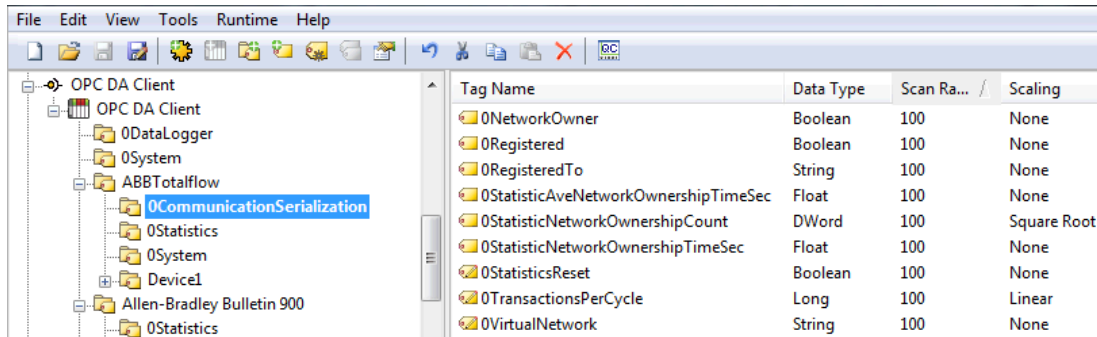 File Edit View Tools Runtime Help
QC
OPC DA Client
OPC DA Client
0DataLogger
0System
ABBTotalflow
0CommunicationSerialization
0Statistics
0System
Device1
Allen-Bradley Bulletin 900
0Statistics
Tag Name Data Type Scan Ra... / Scaling
0NetworkOwner Boolean 100 None
0Registered Boolean 100 None
0RegisteredTo String 100 None
0StatisticAveNetworkOwnershipTimeSec Float 100 None
0StatisticNetworkOwnershipCount DWord 100 Square Root
0StatisticNetworkOwnershipTimeSec Float 100 None
0StatisticsReset Boolean 100 None
0TransactionsPerCycle Long 100 Linear
0VirtualNetwork String 100 None